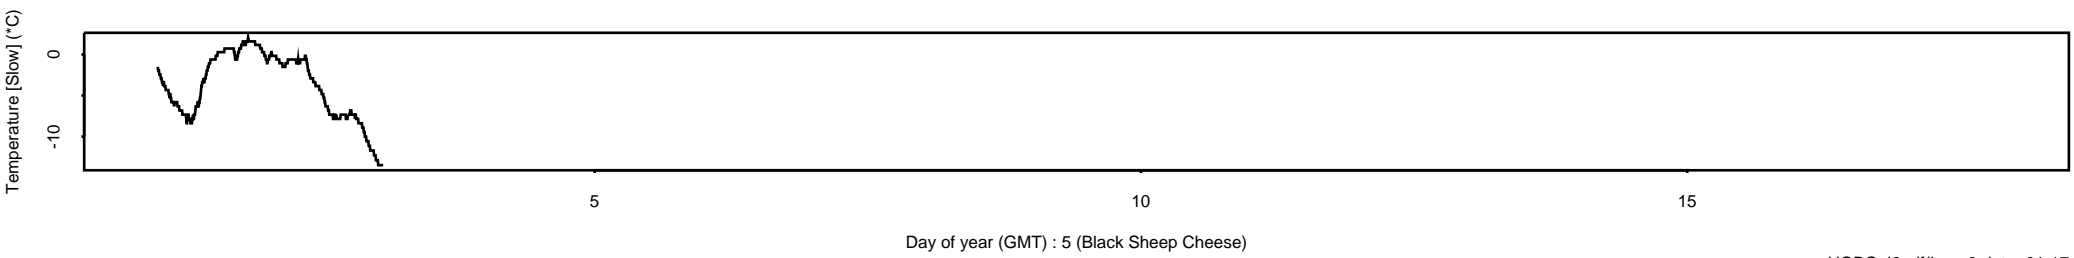 Temperature [Slow] (*C)
0
-10
5
10
15
Day of year (GMT) : 5 (Black Sheep Cheese)